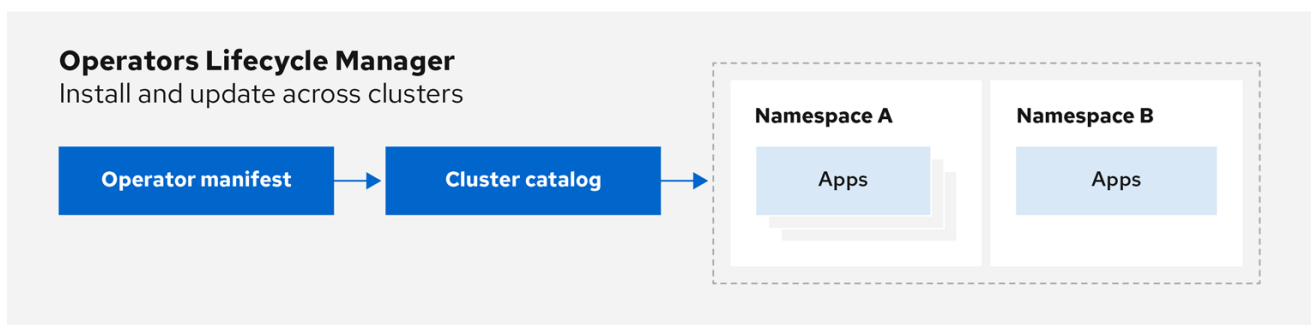 Operators Lifecycle Manager
Install and update across clusters
Operator manifest
Cluster catalog
Namespace A
Apps
Namespace B
Apps